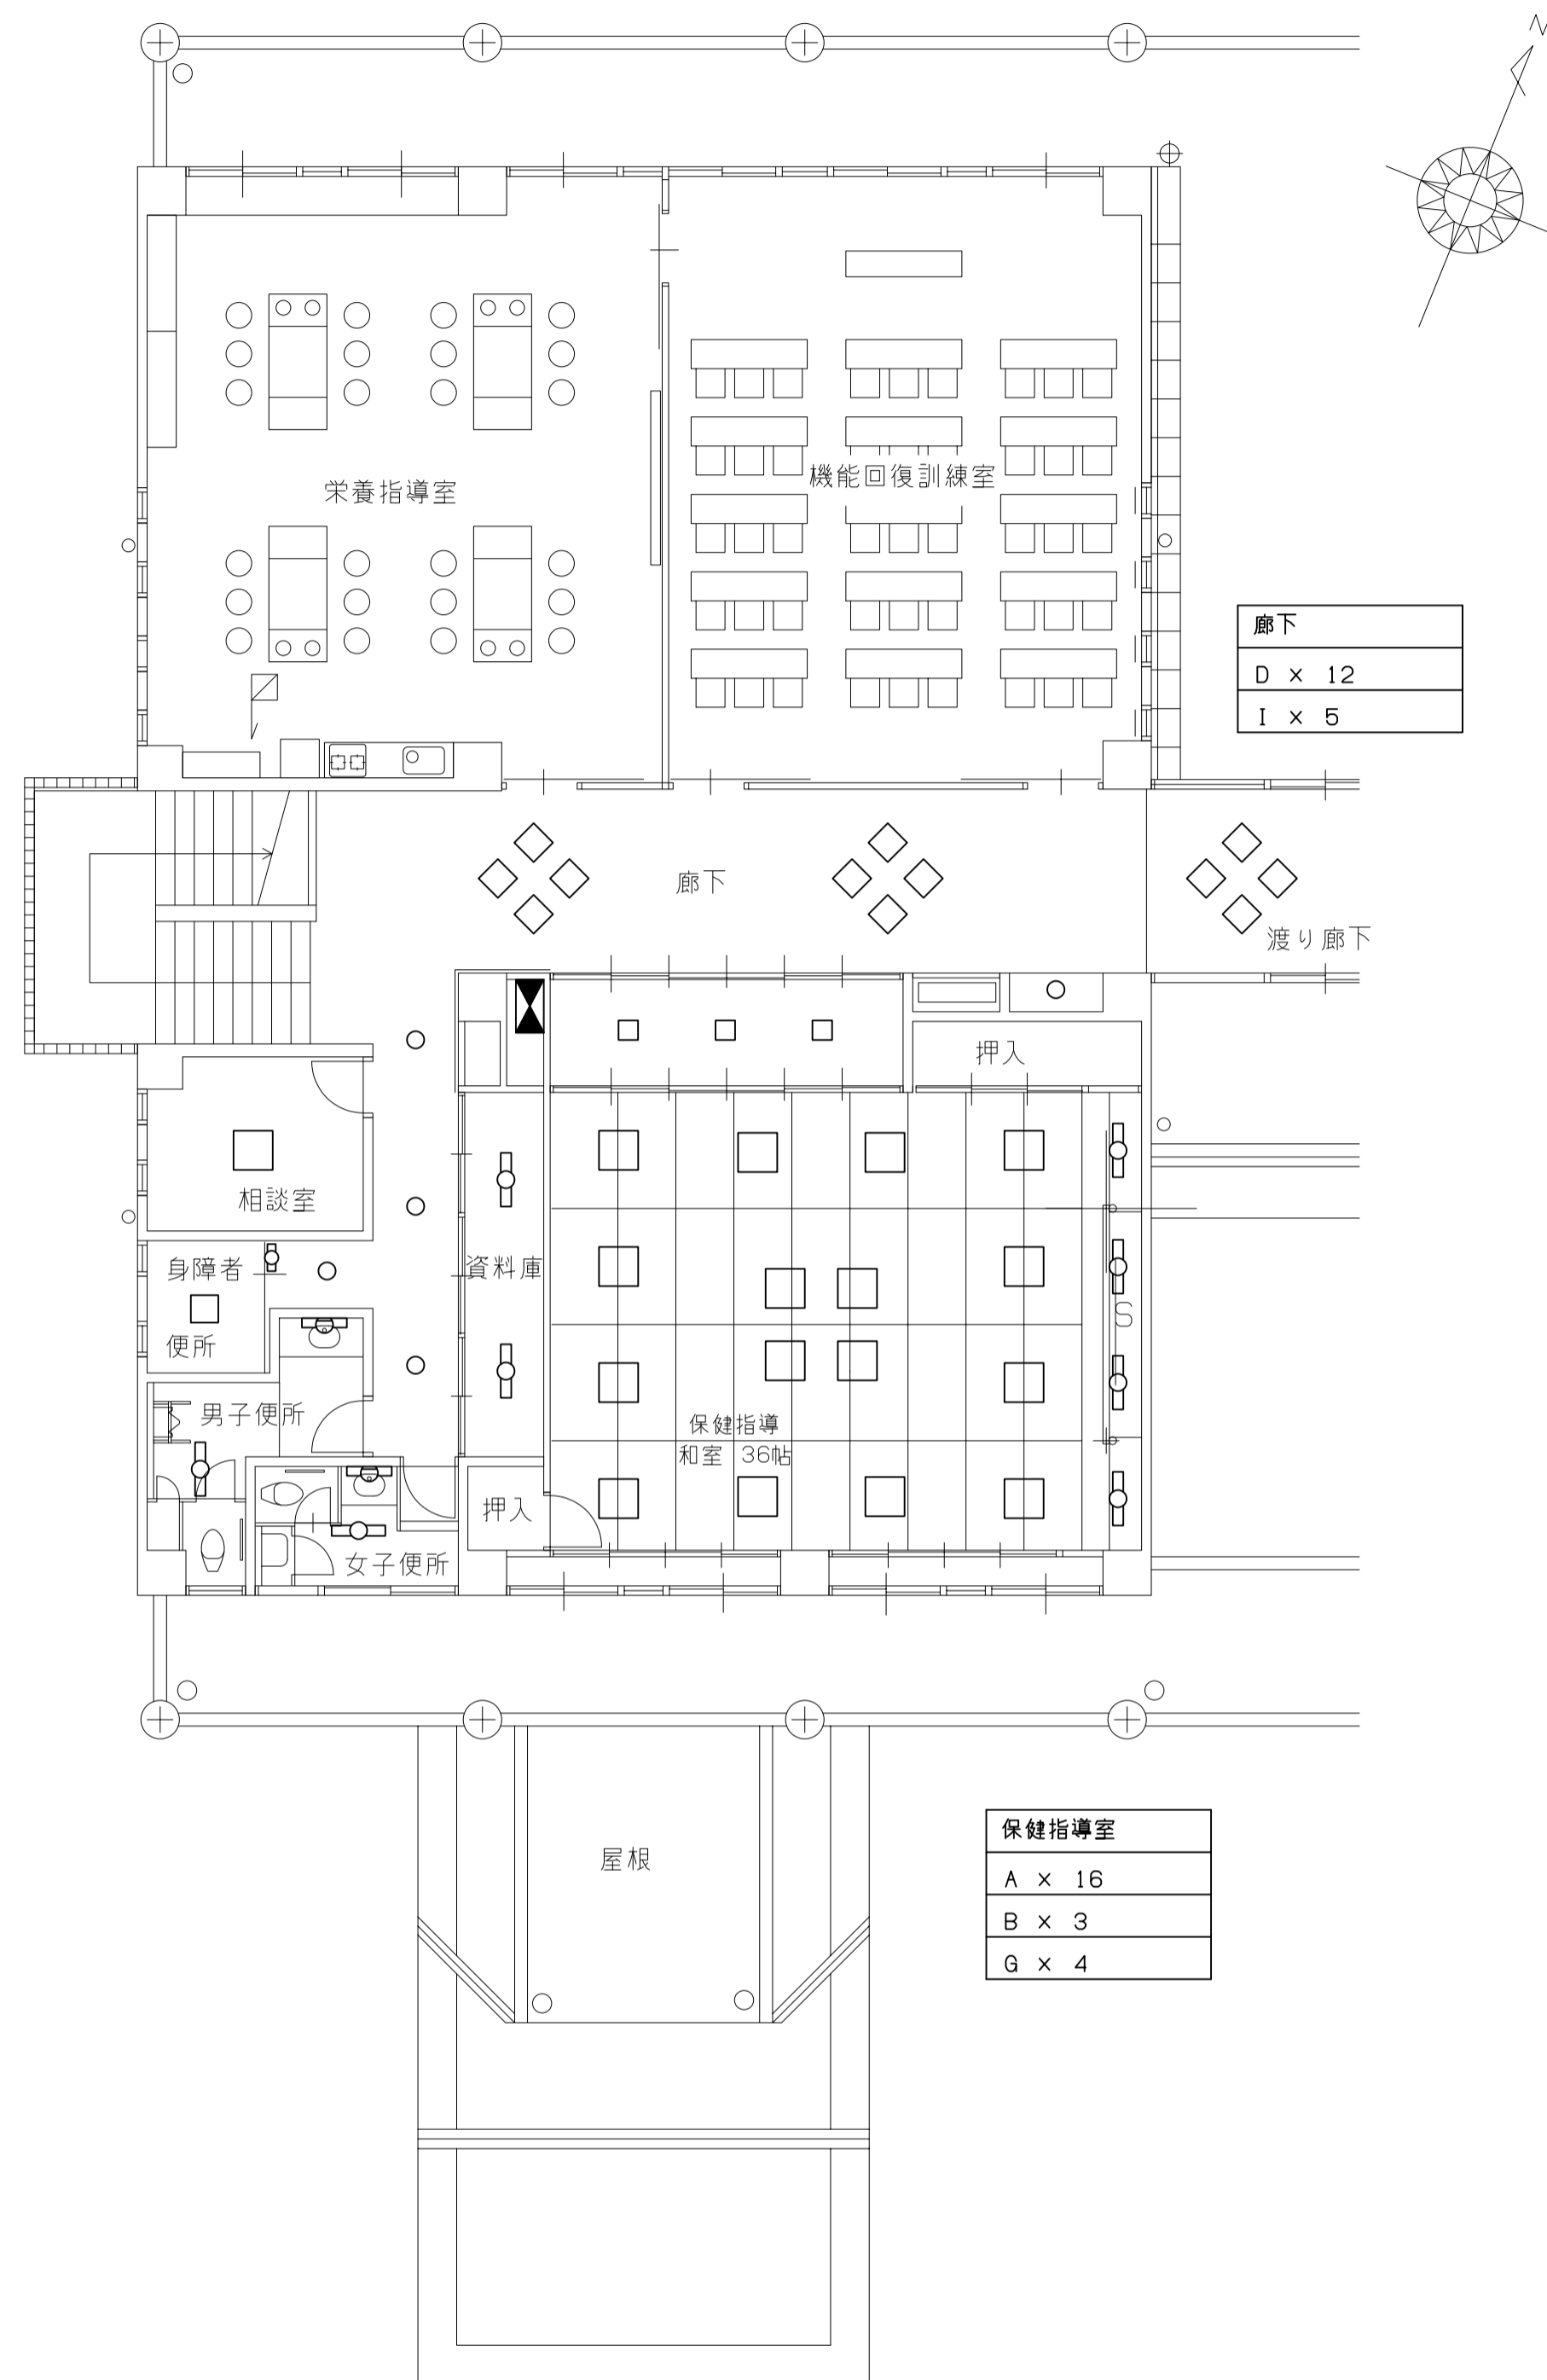 N
栄養指導室
機能回復訓練室
廊下
D × 12
I × 5
廊下
渡り廊下
押入
相談室
身障者
便所
資料庫
S
男子便所
保健指導
和室 36帖
押入
女子便所
保健指導室
A × 16
B × 3
G × 4
屋根